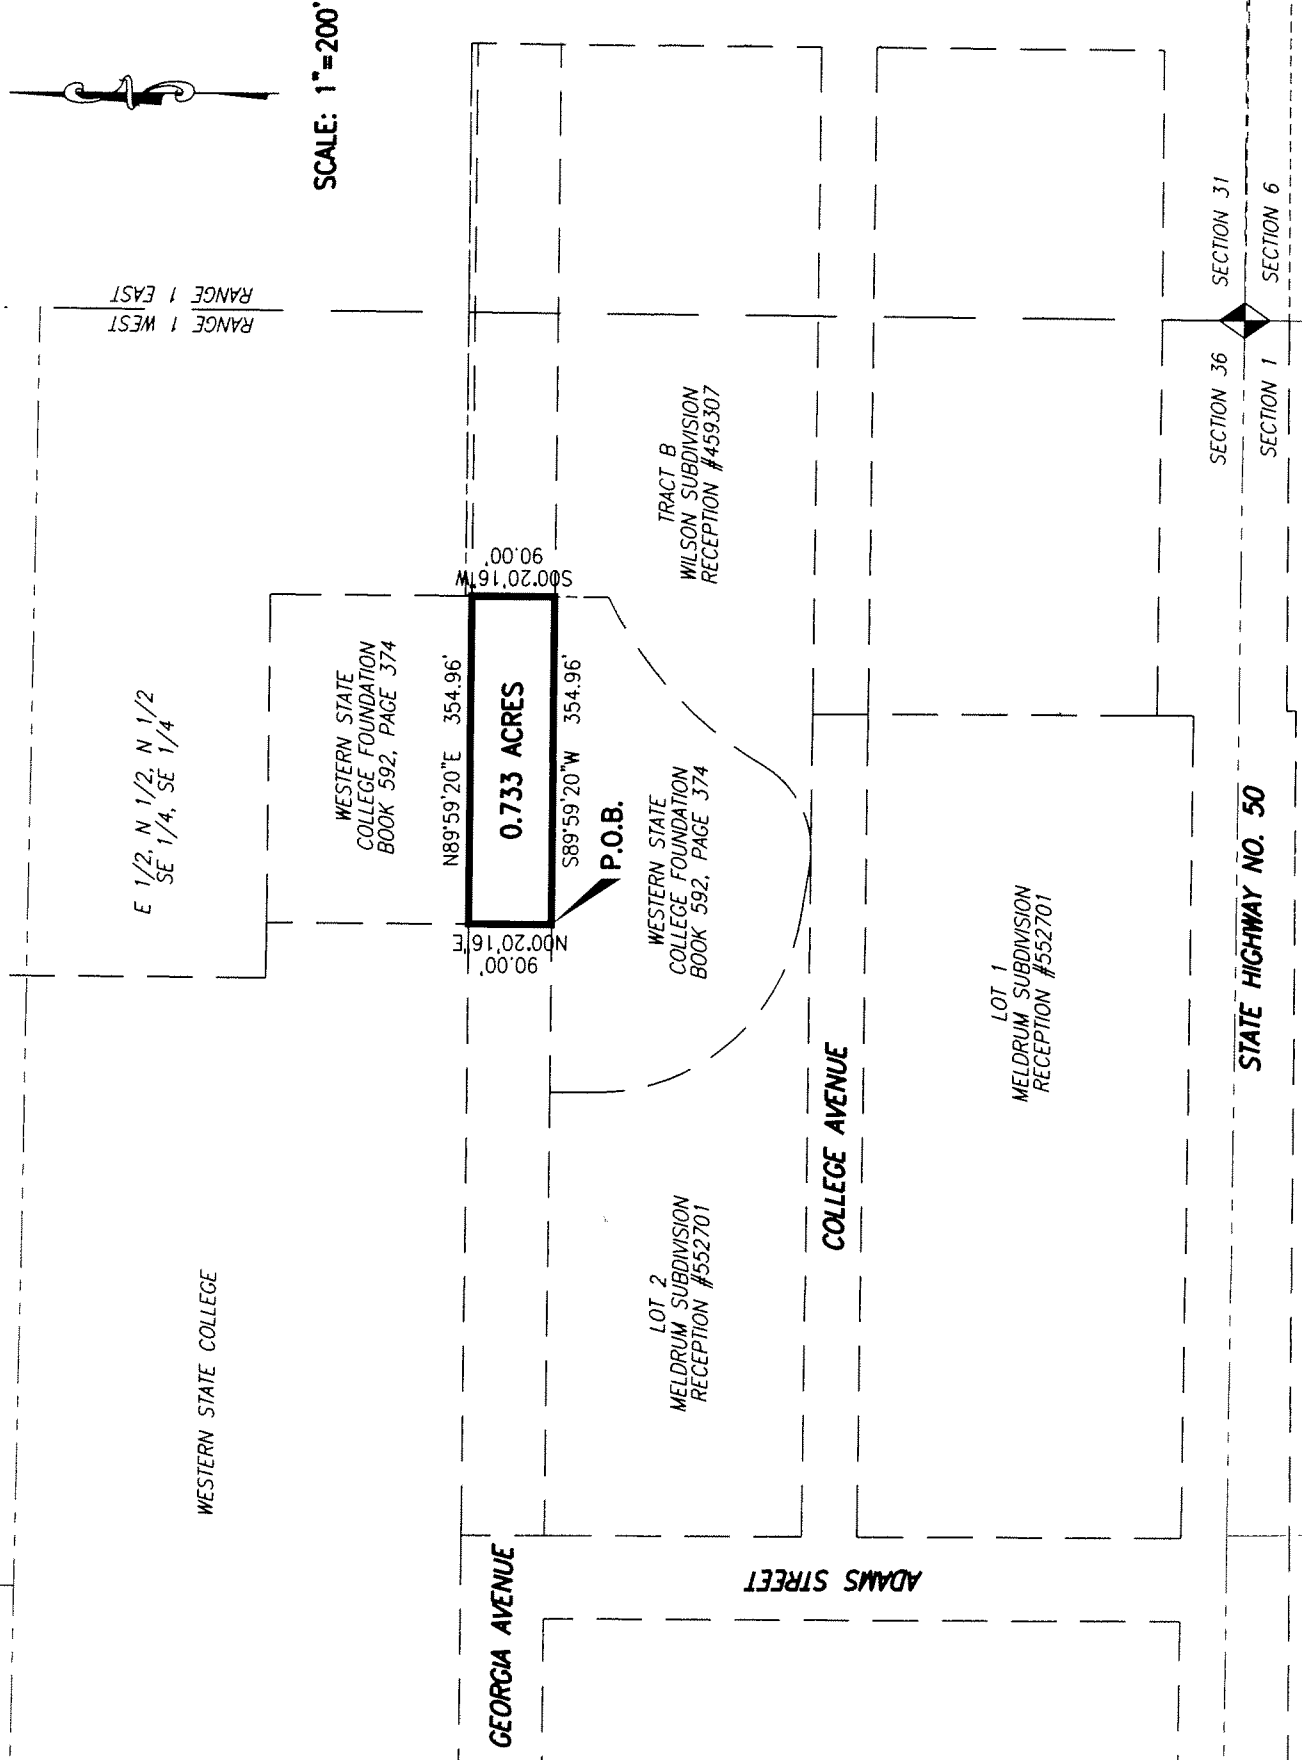 SCALE: 1"=200'
RANGE 1 WEST
RANGE 1 EAST
E 1/2, N 1/2, N 1/2
SE 1/4, SE 1/4
WESTERN STATE COLLEGE
WESTERN STATE
COLLEGE FOUNDATION
BOOK 592, PAGE 374
N89°59'20"E 354.96'
N00°20'16"E
90.00'
0.733 ACRES
S00°20'16"W
90.00'
S89°59'20"W 354.96'
P.O.B.
GEORGIA AVENUE
WESTERN STATE
COLLEGE FOUNDATION
BOOK 592, PAGE 374
TRACT B
WILSON SUBDIVISION
RECEPTION #459307
LOT 2
MELDRUM SUBDIVISION
RECEPTION #552701
ADAMS STREET
COLLEGE AVENUE
LOT 1
MELDRUM SUBDIVISION
RECEPTION #552701
SECTION 36
SECTION 31
STATE HIGHWAY NO. 50
SECTION 1
SECTION 6